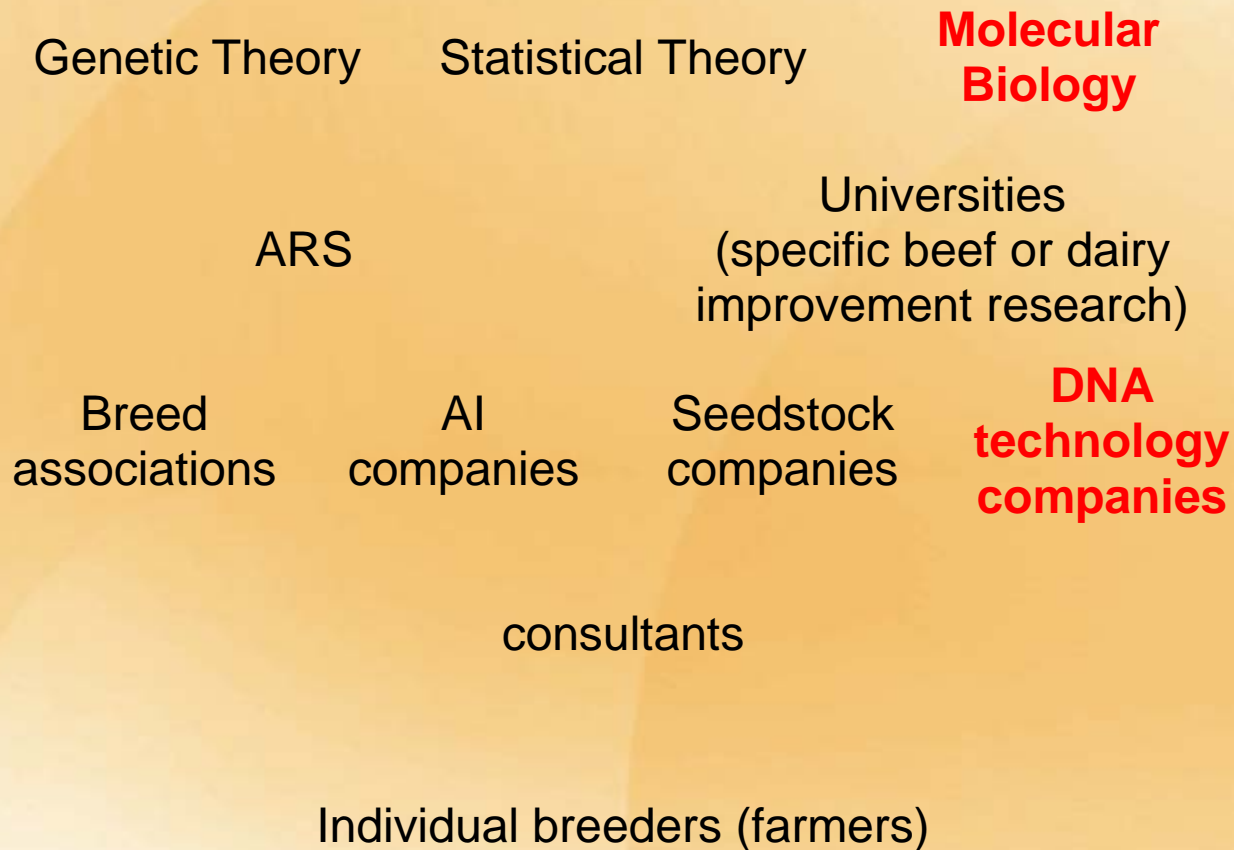 Genetic Theory
Statistical Theory
Molecular
Biology
ARS
Universities
(specific beef or dairy
improvement research)
Breed
associations
AI
companies
Seedstock
companies
DNA
technology
companies
consultants
Individual breeders (farmers)